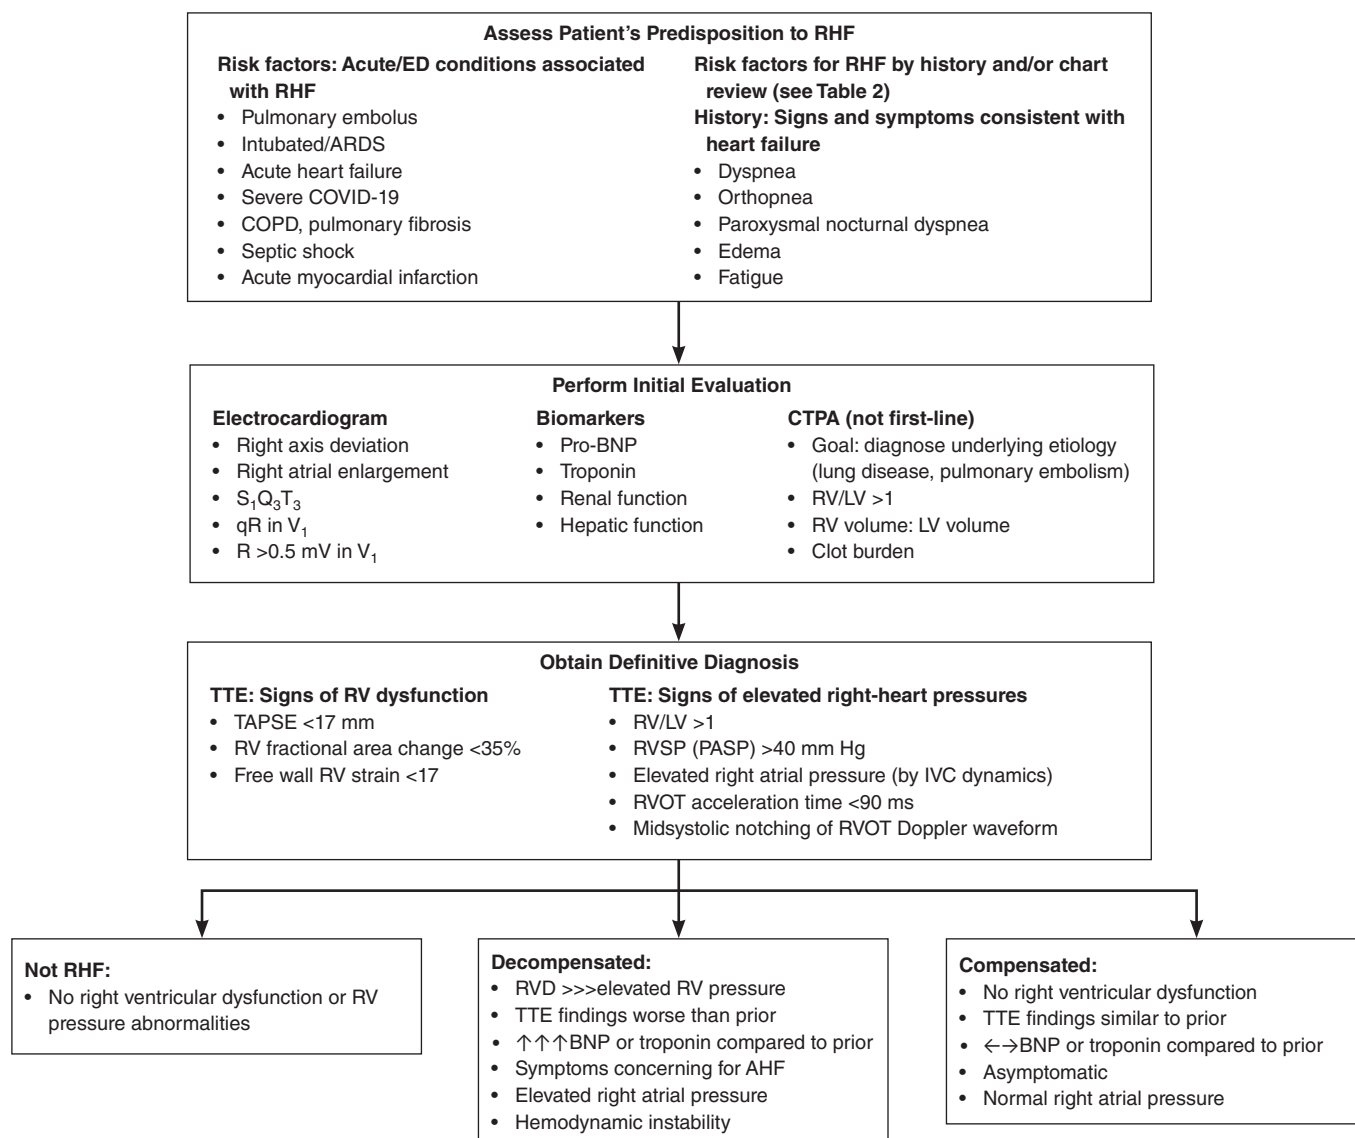 Assess Patient's Predisposition to RHF
Risk factors: Acute/ED conditions associated
with RHF
• Pulmonary embolus
• Intubated/ARDS
• Acute heart failure
• Severe COVID-19
• COPD, pulmonary fibrosis
• Septic shock
• Acute myocardial infarction
Risk factors for RHF by history and/or chart
review (see Table 2)
History: Signs and symptoms consistent with
heart failure
• Dyspnea
• Orthopnea
• Paroxysmal nocturnal dyspnea
• Edema
• Fatigue
Perform Initial Evaluation
Electrocardiogram
• Right axis deviation
• Right atrial enlargement
• S₁Q₃T₃
• qR in V₁
• R >0.5 mV in V₁
Biomarkers
• Pro-BNP
• Troponin
• Renal function
• Hepatic function
CTPA (not first-line)
• Goal: diagnose underlying etiology
(lung disease, pulmonary embolism)
• RV/LV >1
• RV volume: LV volume
• Clot burden
Obtain Definitive Diagnosis
TTE: Signs of RV dysfunction
• TAPSE <17 mm
• RV fractional area change <35%
• Free wall RV strain <17
TTE: Signs of elevated right-heart pressures
• RV/LV >1
• RVSP (PASP) >40 mm Hg
• Elevated right atrial pressure (by IVC dynamics)
• RVOT acceleration time <90 ms
• Midsystolic notching of RVOT Doppler waveform
Not RHF:
• No right ventricular dysfunction or RV
pressure abnormalities
Decompensated:
• RVD >>>elevated RV pressure
• TTE findings worse than prior
• ↑↑↑BNP or troponin compared to prior
• Symptoms concerning for AHF
• Elevated right atrial pressure
• Hemodynamic instability
Compensated:
• No right ventricular dysfunction
• TTE findings similar to prior
• ←→BNP or troponin compared to prior
• Asymptomatic
• Normal right atrial pressure